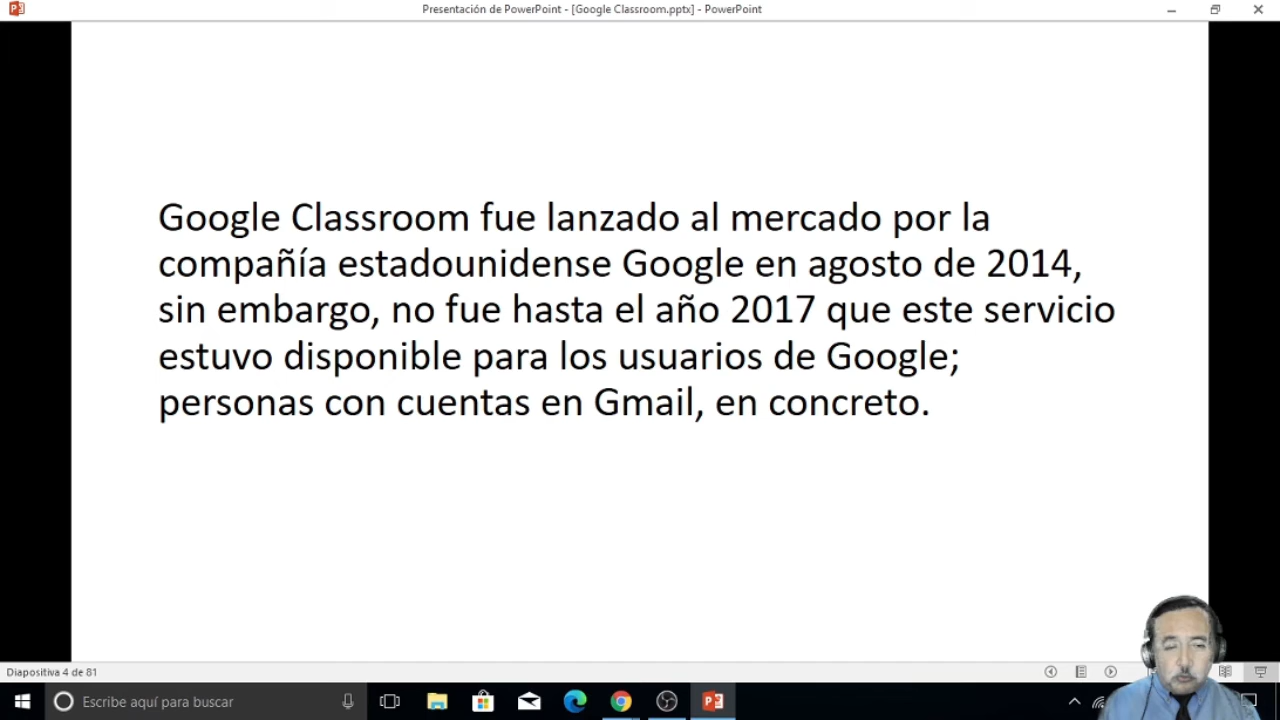 Presentación de PowerPoint - [Google Classroom.pptx] - PowerPoint
Google Classroom fue lanzado al mercado por la
compañía estadounidense Google en agosto de 2014,
sin embargo, no fue hasta el año 2017 que este servicio
estuvo disponible para los usuarios de Google;
personas con cuentas en Gmail, en concreto.
Diapositiva 4 de 81
Escribe aquí para buscar